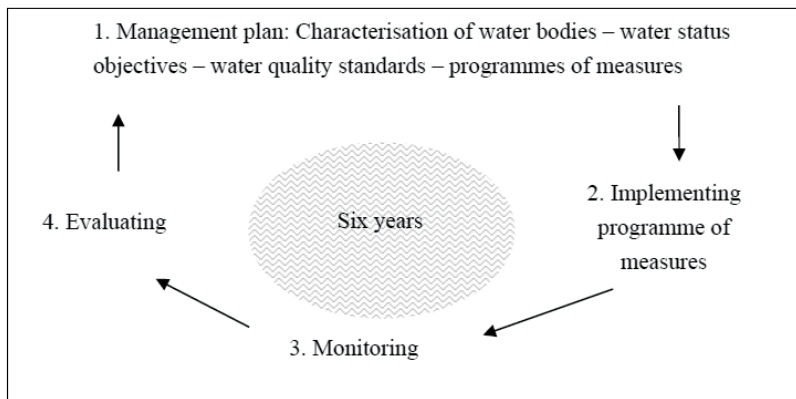 1. Management plan: Characterisation of water bodies – water status
objectives – water quality standards – programmes of measures
2. Implementing
programme of
measures
3. Monitoring
4. Evaluating
Six years